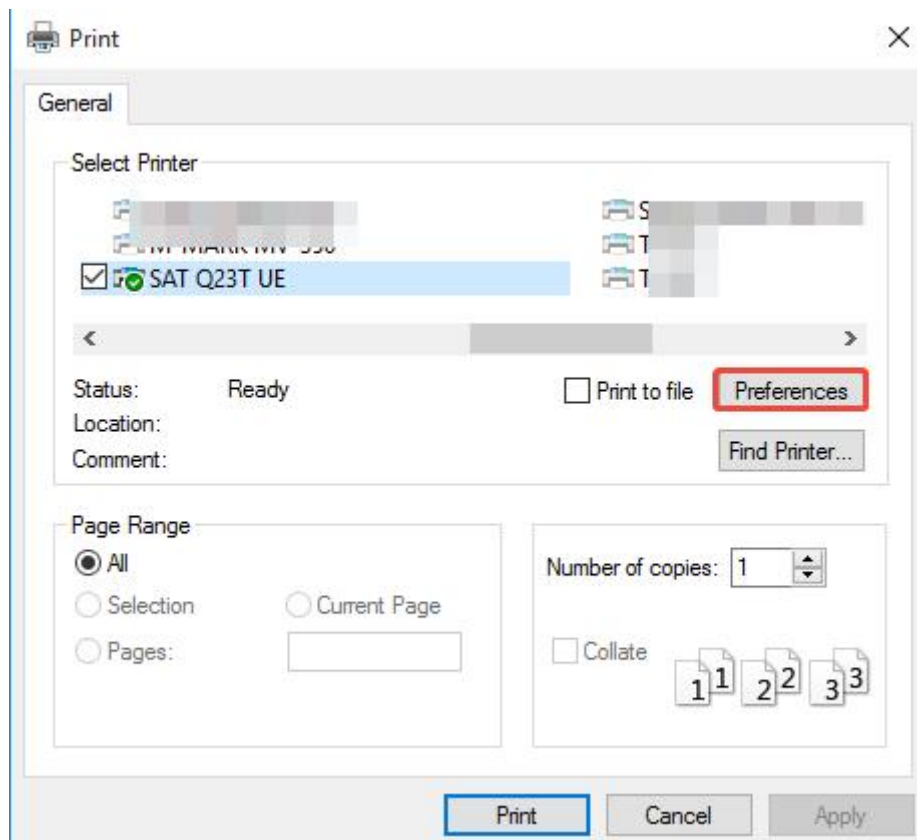 Print
General
Select Printer
S
T
SAT Q23T UE
T
Status: Ready
Print to file
Preferences
Location:
Comment:
Find Printer...
Page Range
All
Selection
Current Page
Pages:
Number of copies: 1
Collate
1 1 2 2 3 3
Print
Cancel
Apply